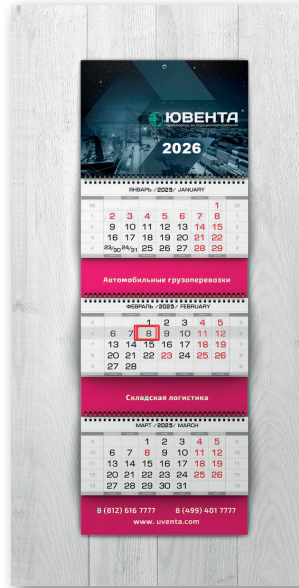 ЮВЕНТА
2026
ЯНВАРЬ / 2023 / JANUARY
1
2 3 4 5 6 7 8
9 10 11 12 13 14 15
16 17 18 19 20 21 22
23/30 24/31 25 26 27 28 29
Автомобильные грузоперевозки
ФЕВРАЛЬ / 2023 / FEBRUARY
1 2 3 4 5
6 7 8 9 10 11 12
13 14 15 16 17 18 19
20 21 22 23 24 25 26
27 28
Складская логистика
МАРТ / 2023 / MARCH
1 2 3 4 5
6 7 8 9 10 11 12
13 14 15 16 17 18 19
20 21 22 23 24 25 26
27 28 29 30 31
8 (812) 616 7777 8 (499) 401 7777
www. uventa.com